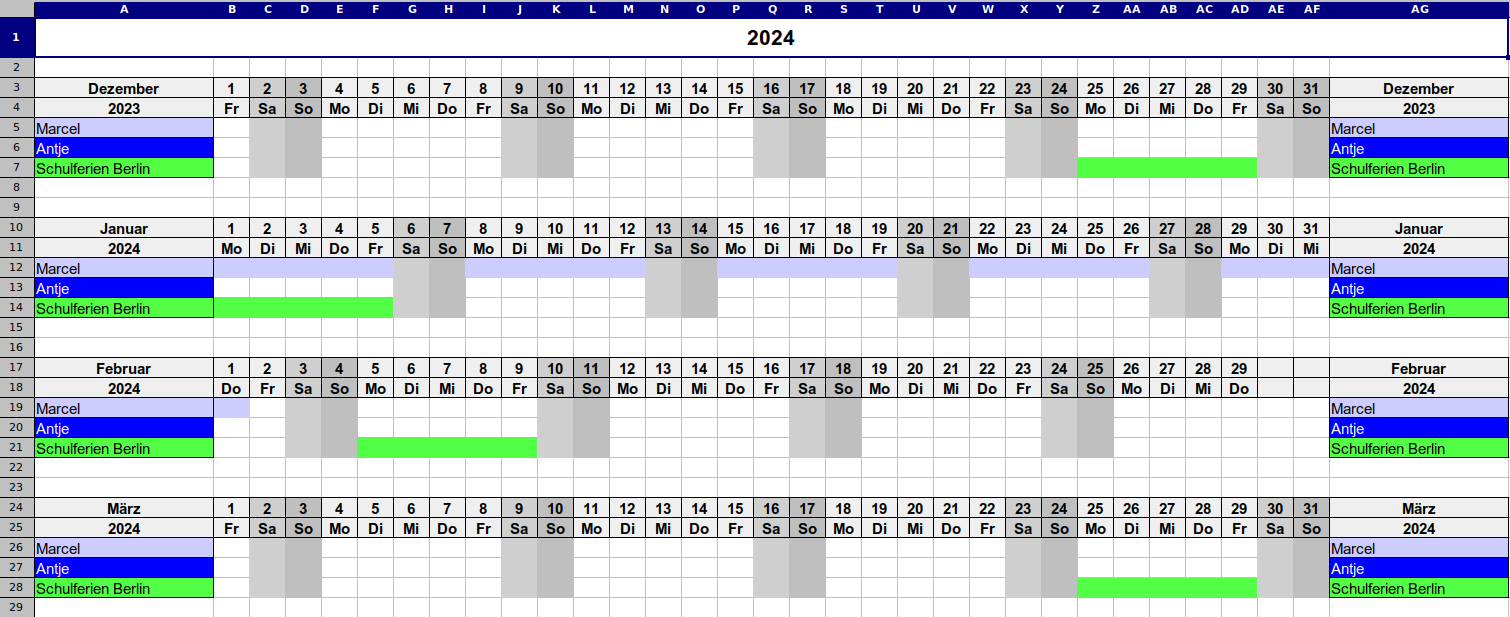 A B C D E F G H I J K L M N O P Q R S T U V W X Y Z AA AB AC AD AE AF AG
1 2024
2
3 Dezember 1 2 3 4 5 6 7 8 9 10 11 12 13 14 15 16 17 18 19 20 21 22 23 24 25 26 27 28 29 30 31 Dezember
4 2023 Fr Sa So Mo Di Mi Do Fr Sa So Mo Di Mi Do Fr Sa So Mo Di Mi Do Fr Sa So Mo Di Mi Do Fr Sa So 2023
5 Marcel Marcel
6 Antje Antje
7 Schulferien Berlin Schulferien Berlin
8
9
10 Januar 1 2 3 4 5 6 7 8 9 10 11 12 13 14 15 16 17 18 19 20 21 22 23 24 25 26 27 28 29 30 31 Januar
11 2024 Mo Di Mi Do Fr Sa So Mo Di Mi Do Fr Sa So Mo Di Mi Do Fr Sa So Mo Di Mi Do Fr Sa So Mo Di Mi 2024
12 Marcel Marcel
13 Antje Antje
14 Schulferien Berlin Schulferien Berlin
15
16
17 Februar 1 2 3 4 5 6 7 8 9 10 11 12 13 14 15 16 17 18 19 20 21 22 23 24 25 26 27 28 29 Februar
18 2024 Do Fr Sa So Mo Di Mi Do Fr Sa So Mo Di Mi Do Fr Sa So Mo Di Mi Do Fr Sa So Mo Di Mi Do 2024
19 Marcel Marcel
20 Antje Antje
21 Schulferien Berlin Schulferien Berlin
22
23
24 März 1 2 3 4 5 6 7 8 9 10 11 12 13 14 15 16 17 18 19 20 21 22 23 24 25 26 27 28 29 30 31 März
25 2024 Fr Sa So Mo Di Mi Do Fr Sa So Mo Di Mi Do Fr Sa So Mo Di Mi Do Fr Sa So Mo Di Mi Do Fr Sa So 2024
26 Marcel Marcel
27 Antje Antje
28 Schulferien Berlin Schulferien Berlin
29